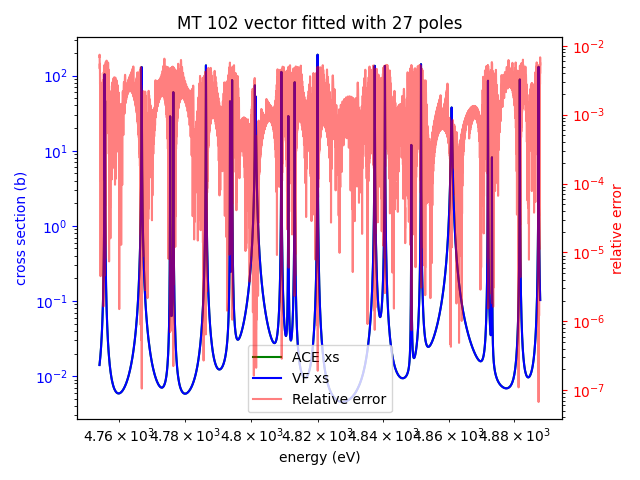 MT 102 vector fitted with 27 poles
10²
10¹
10⁰
10⁻¹
10⁻²
cross section (b)
10⁻²
10⁻³
10⁻⁴
10⁻⁵
10⁻⁶
10⁻⁷
relative error
ACE xs
VF xs
Relative error
4.76 × 10³ 4.78 × 10³ 4.8 × 10³ 4.82 × 10³ 4.84 × 10³ 4.86 × 10³ 4.88 × 10³
energy (eV)